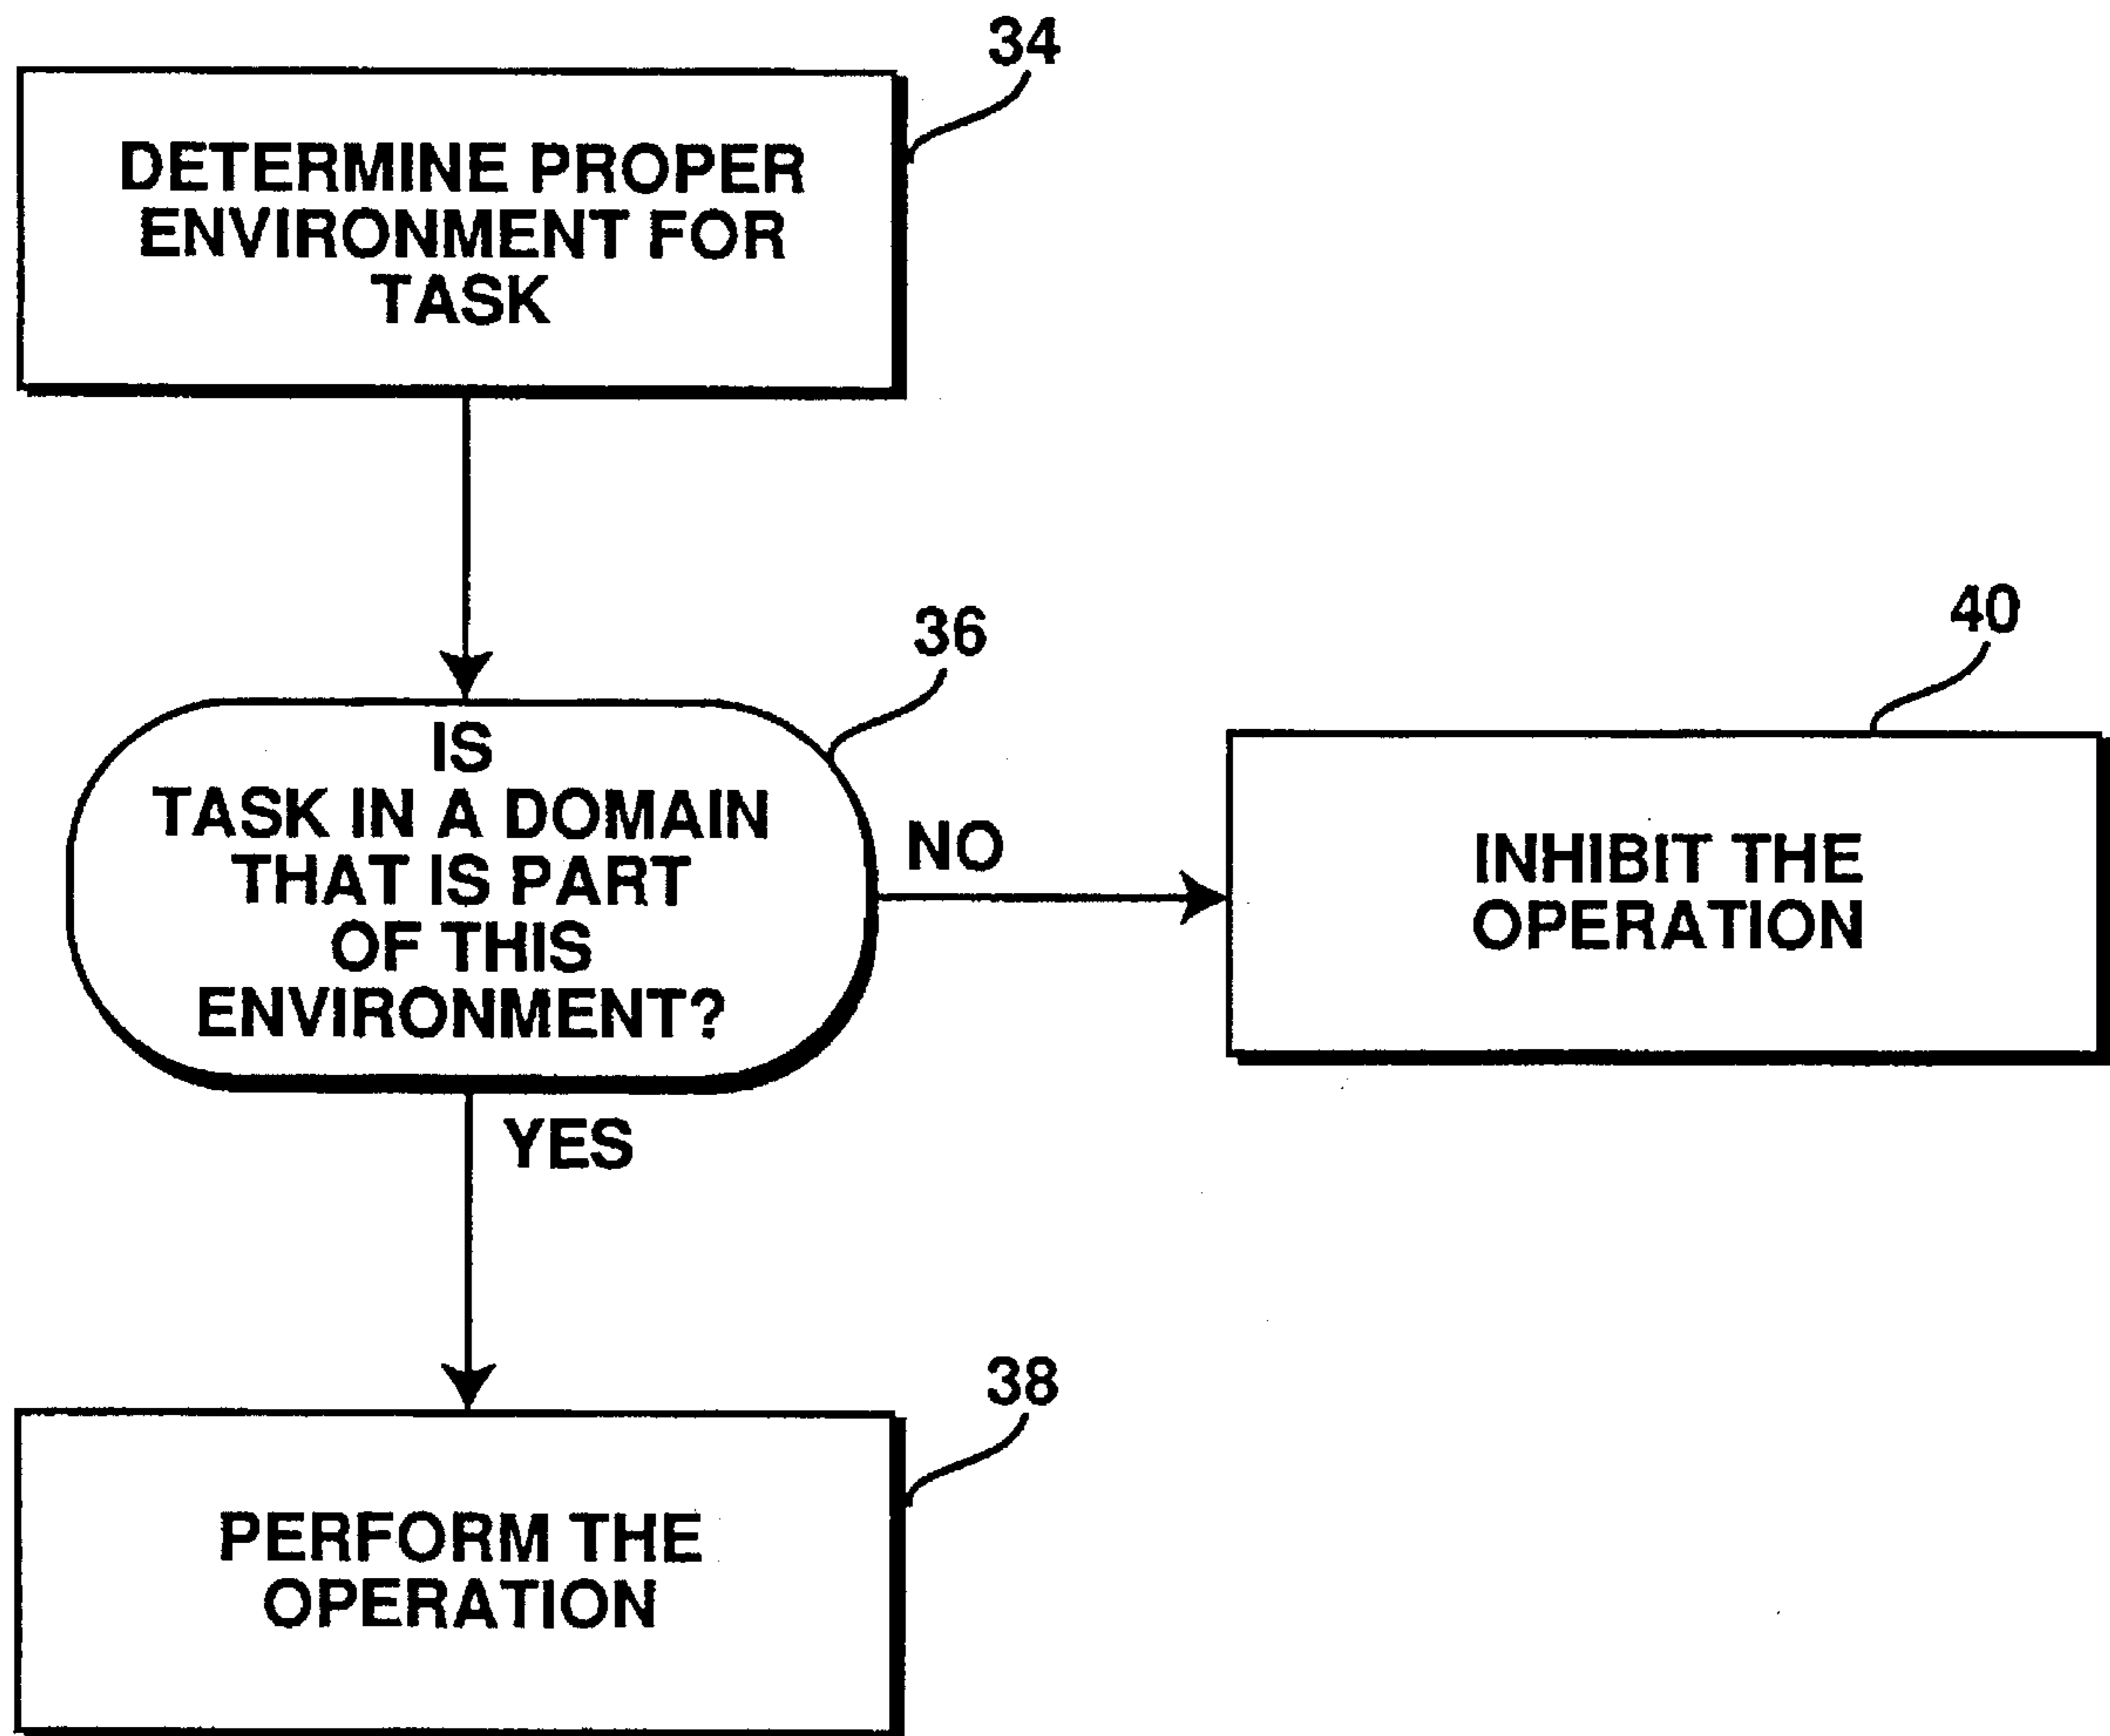 34
DETERMINE PROPER
ENVIRONMENT FOR
TASK
36
IS
TASK IN A DOMAIN
THAT IS PART
OF THIS
ENVIRONMENT?
NO
40
INHIBIT THE
OPERATION
YES
38
PERFORM THE
OPERATION